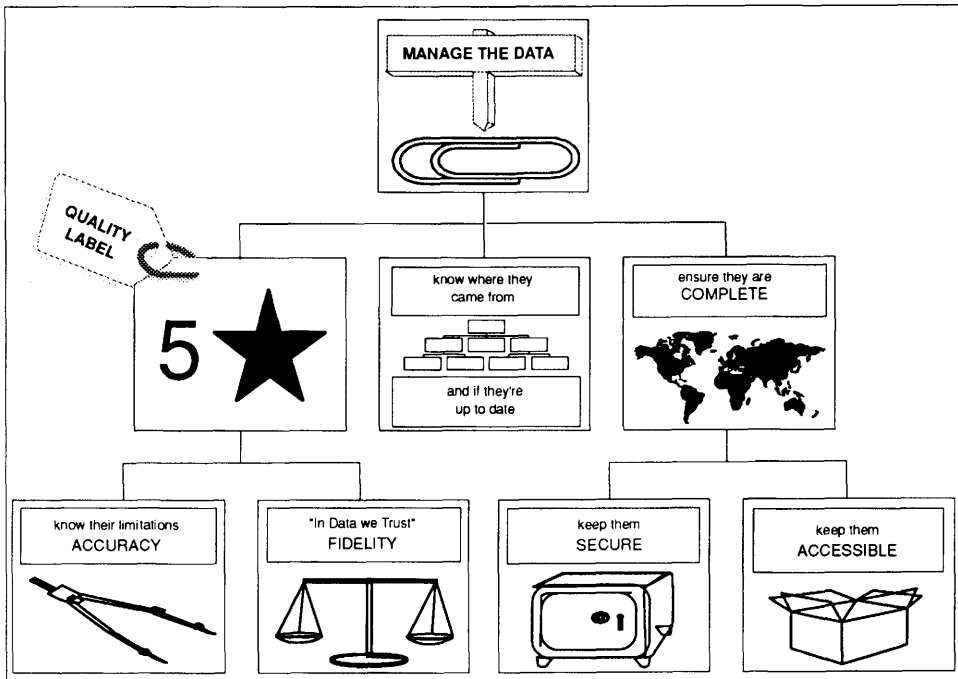 MANAGE THE DATA
QUALITY
LABEL
5
know where they
came from
and if they're
up to date
ensure they are
COMPLETE
know their limitations
ACCURACY
"In Data we Trust"
FIDELITY
keep them
SECURE
keep them
ACCESSIBLE